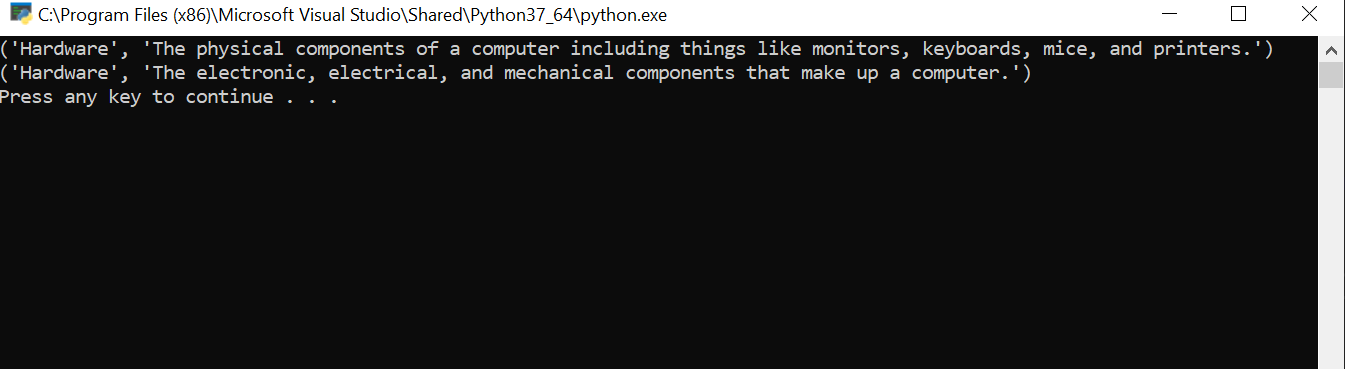 C:\Program Files (x86)\Microsoft Visual Studio\Shared\Python37_64\python.exe
('Hardware', 'The physical components of a computer including things like monitors, keyboards, mice, and printers.')
('Hardware', 'The electronic, electrical, and mechanical components that make up a computer.')
Press any key to continue . . .